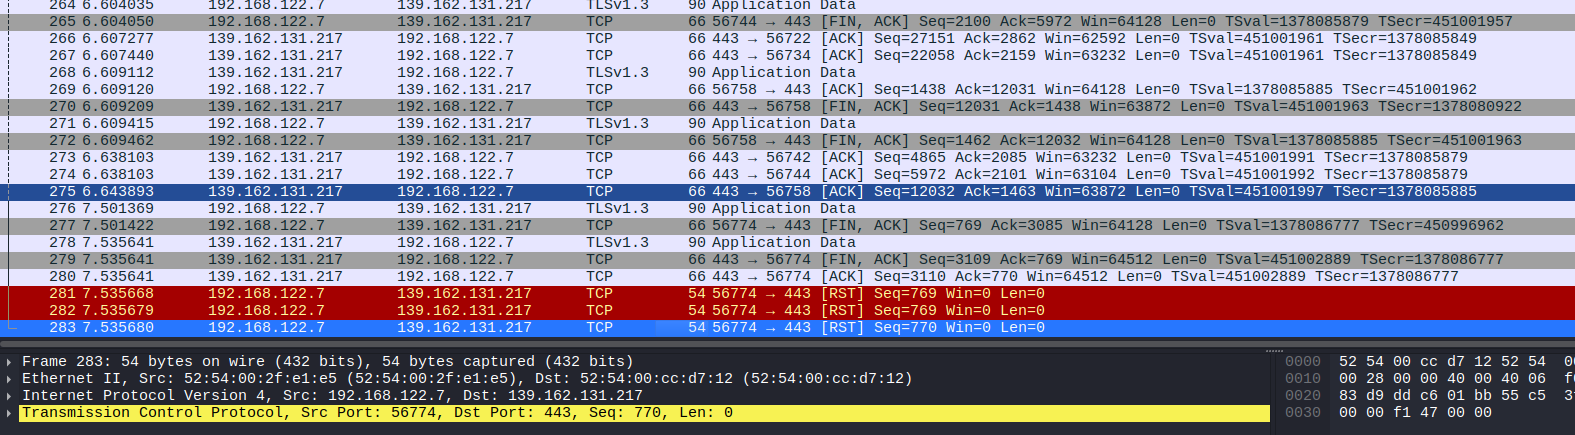 264 6.604035 192.168.122.7 139.162.131.217 TLSv1.3 90 Application Data
265 6.604050 192.168.122.7 139.162.131.217 TCP 66 56744 → 443 [FIN, ACK] Seq=2100 Ack=5972 Win=64128 Len=0 TSval=1378085879 TSecr=451001957
266 6.607277 139.162.131.217 192.168.122.7 TCP 66 443 → 56722 [ACK] Seq=27151 Ack=2862 Win=62592 Len=0 TSval=451001961 TSecr=1378085849
267 6.607440 139.162.131.217 192.168.122.7 TCP 66 443 → 56734 [ACK] Seq=22058 Ack=2159 Win=63232 Len=0 TSval=451001961 TSecr=1378085849
268 6.609112 139.162.131.217 192.168.122.7 TLSv1.3 90 Application Data
269 6.609120 192.168.122.7 139.162.131.217 TCP 66 56758 → 443 [ACK] Seq=1438 Ack=12031 Win=64128 Len=0 TSval=1378085885 TSecr=451001962
270 6.609209 139.162.131.217 192.168.122.7 TCP 66 443 → 56758 [FIN, ACK] Seq=12031 Ack=1438 Win=63872 Len=0 TSval=451001963 TSecr=1378080922
271 6.609415 192.168.122.7 139.162.131.217 TLSv1.3 90 Application Data
272 6.609462 192.168.122.7 139.162.131.217 TCP 66 56758 → 443 [FIN, ACK] Seq=1462 Ack=12032 Win=64128 Len=0 TSval=1378085885 TSecr=451001963
273 6.638103 139.162.131.217 192.168.122.7 TCP 66 443 → 56742 [ACK] Seq=4865 Ack=2085 Win=63232 Len=0 TSval=451001991 TSecr=1378085879
274 6.638103 139.162.131.217 192.168.122.7 TCP 66 443 → 56744 [ACK] Seq=5972 Ack=2101 Win=63104 Len=0 TSval=451001992 TSecr=1378085879
275 6.643893 139.162.131.217 192.168.122.7 TCP 66 443 → 56758 [ACK] Seq=12032 Ack=1463 Win=63872 Len=0 TSval=451001997 TSecr=1378085885
276 7.501369 192.168.122.7 139.162.131.217 TLSv1.3 90 Application Data
277 7.501422 192.168.122.7 139.162.131.217 TCP 66 56774 → 443 [FIN, ACK] Seq=769 Ack=3085 Win=64128 Len=0 TSval=1378086777 TSecr=450996962
278 7.535641 139.162.131.217 192.168.122.7 TLSv1.3 90 Application Data
279 7.535641 139.162.131.217 192.168.122.7 TCP 66 443 → 56774 [FIN, ACK] Seq=3109 Ack=769 Win=64512 Len=0 TSval=451002889 TSecr=1378086777
280 7.535641 139.162.131.217 192.168.122.7 TCP 66 443 → 56774 [ACK] Seq=3110 Ack=770 Win=64512 Len=0 TSval=451002889 TSecr=1378086777
281 7.535668 192.168.122.7 139.162.131.217 TCP 54 56774 → 443 [RST] Seq=769 Win=0 Len=0
282 7.535679 192.168.122.7 139.162.131.217 TCP 54 56774 → 443 [RST] Seq=769 Win=0 Len=0
283 7.535680 192.168.122.7 139.162.131.217 TCP 54 56774 → 443 [RST] Seq=770 Win=0 Len=0
Frame 283: 54 bytes on wire (432 bits), 54 bytes captured (432 bits)
Ethernet II, Src: 52:54:00:2f:e1:e5 (52:54:00:2f:e1:e5), Dst: 52:54:00:cc:d7:12 (52:54:00:cc:d7:12)
Internet Protocol Version 4, Src: 192.168.122.7, Dst: 139.162.131.217
Transmission Control Protocol, Src Port: 56774, Dst Port: 443, Seq: 770, Len: 0
0000 52 54 00 cc d7 12 52 54
0010 00 28 00 00 40 00 40 06
0020 83 d9 dd c6 01 bb 55 c5
0030 00 00 f1 47 00 00